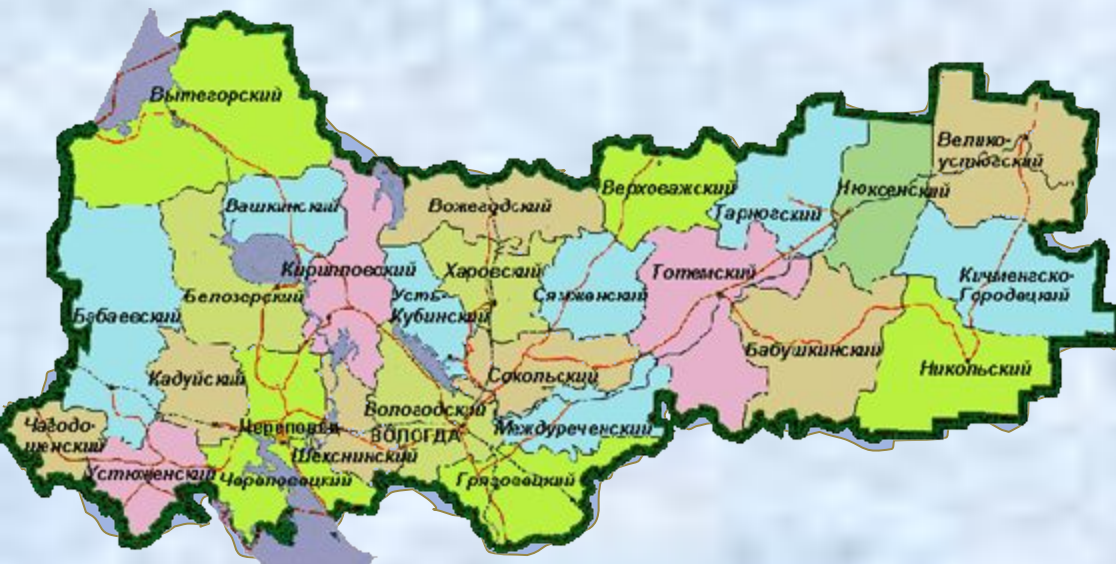 Вытегорский
Велико-
устюгский
Верховажский
Нюксенский
Вашкинский
Вожегодский
Тарногский
Кирилловский
Харовский
Тотемский
Кичменгско-
Городецкий
Белозерский
Усть-
Кубинский
Сямженский
Бабаевский
Бабушкинский
Никольский
Кадуйский
Сокольский
Вологодский
Чагодо-
щенский
Череповец
ВОЛОГДА
Междуреченский
Шекснинский
Устюженский
Череповецкий
Грязовецкий